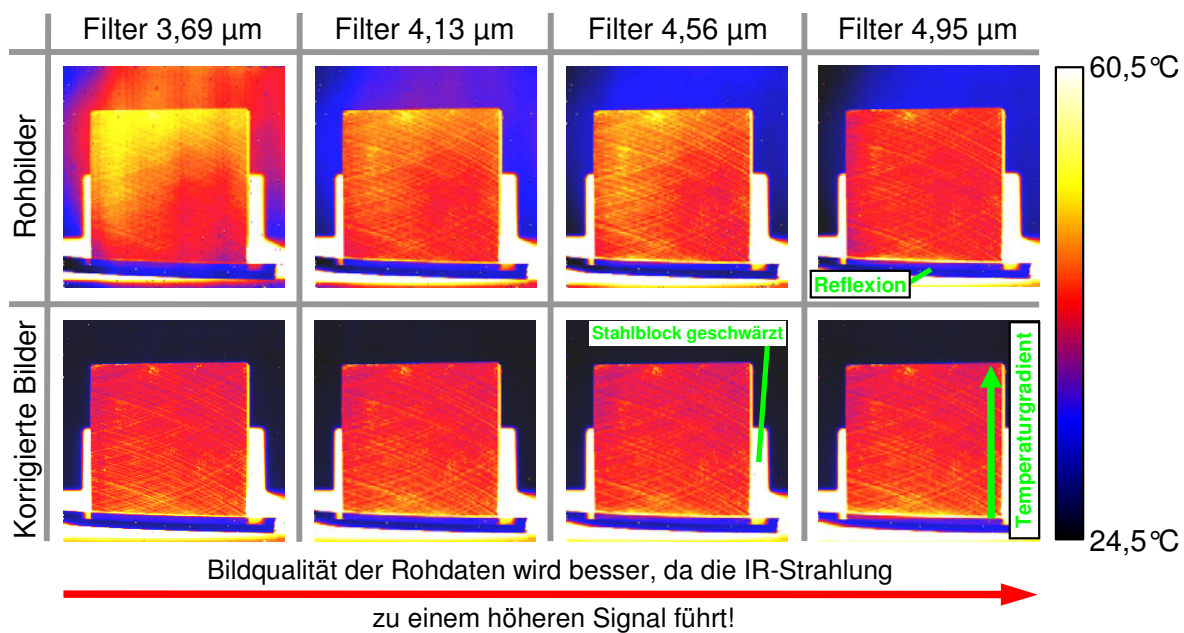 Filter 3,69 µm
Filter 4,13 µm
Filter 4,56 µm
Filter 4,95 µm
Rohbilder
60,5°C
Reflexion
Korrigierte Bilder
Stahlblock geschwärzt
Temperaturgradient
24,5°C
Bildqualität der Rohdaten wird besser, da die IR-Strahlung
zu einem höheren Signal führt!